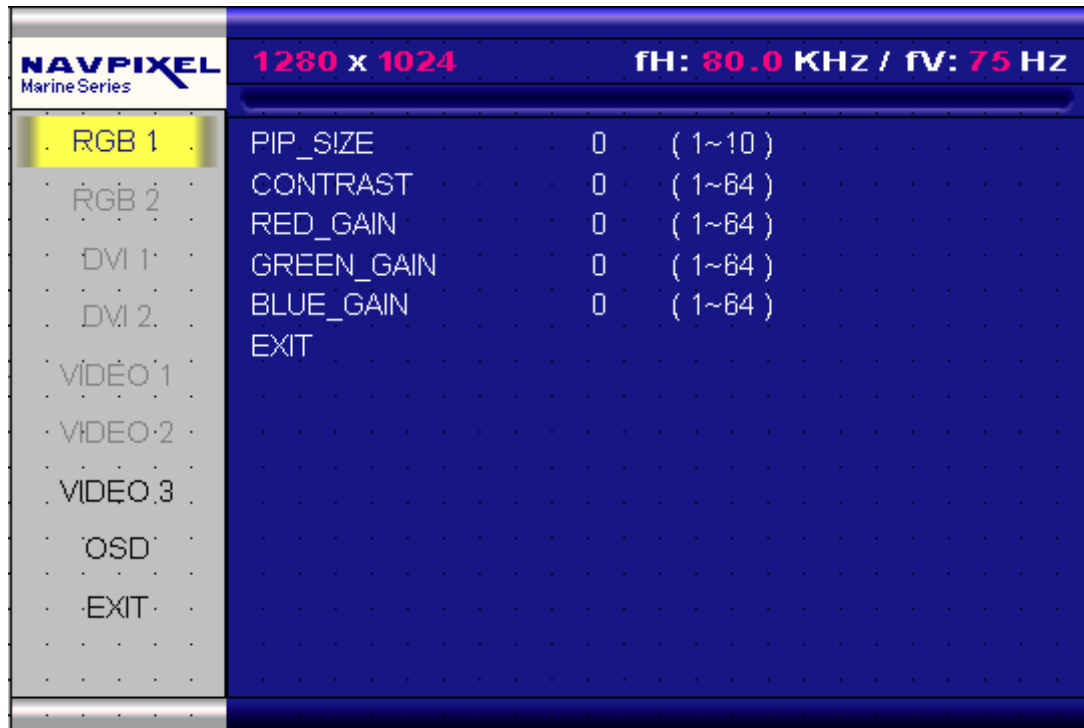 NAVPIXEL
Marine Series
1280 x 1024 fH: 80.0 KHz / fV: 75 Hz
RGB 1
RGB 2
DVI 1
DVI 2
VIDEO 1
VIDEO 2
VIDEO 3
OSD
EXIT
PIP_SIZE 0 ( 1~10 )
CONTRAST 0 ( 1~64 )
RED_GAIN 0 ( 1~64 )
GREEN_GAIN 0 ( 1~64 )
BLUE_GAIN 0 ( 1~64 )
EXIT